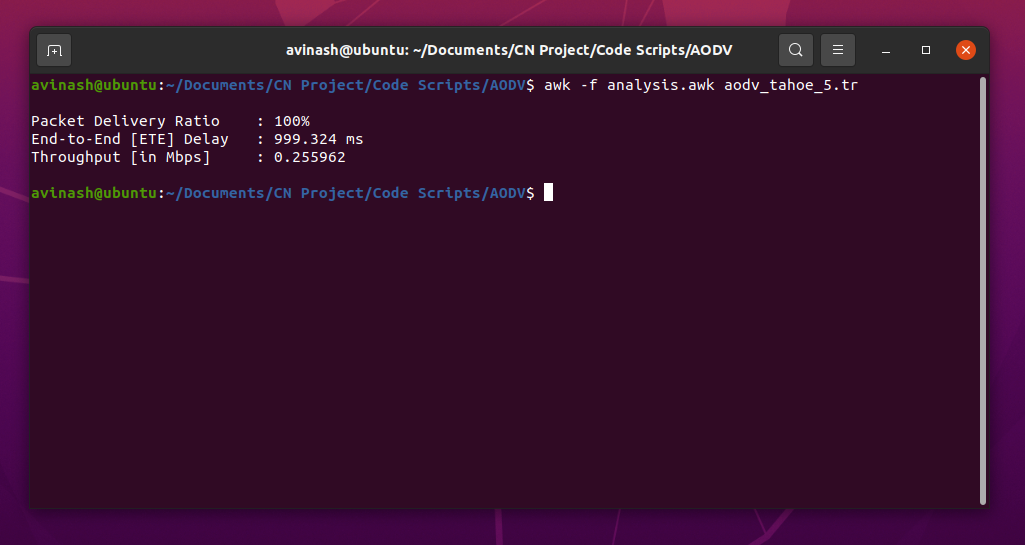 avinash@ubuntu: ~/Documents/CN Project/Code Scripts/AODV
avinash@ubuntu:~/Documents/CN Project/Code Scripts/AODV$ awk -f analysis.awk aodv_tahoe_5.tr
Packet Delivery Ratio    : 100%
End-to-End [ETE] Delay   : 999.324 ms
Throughput [in Mbps]     : 0.255962
avinash@ubuntu:~/Documents/CN Project/Code Scripts/AODV$